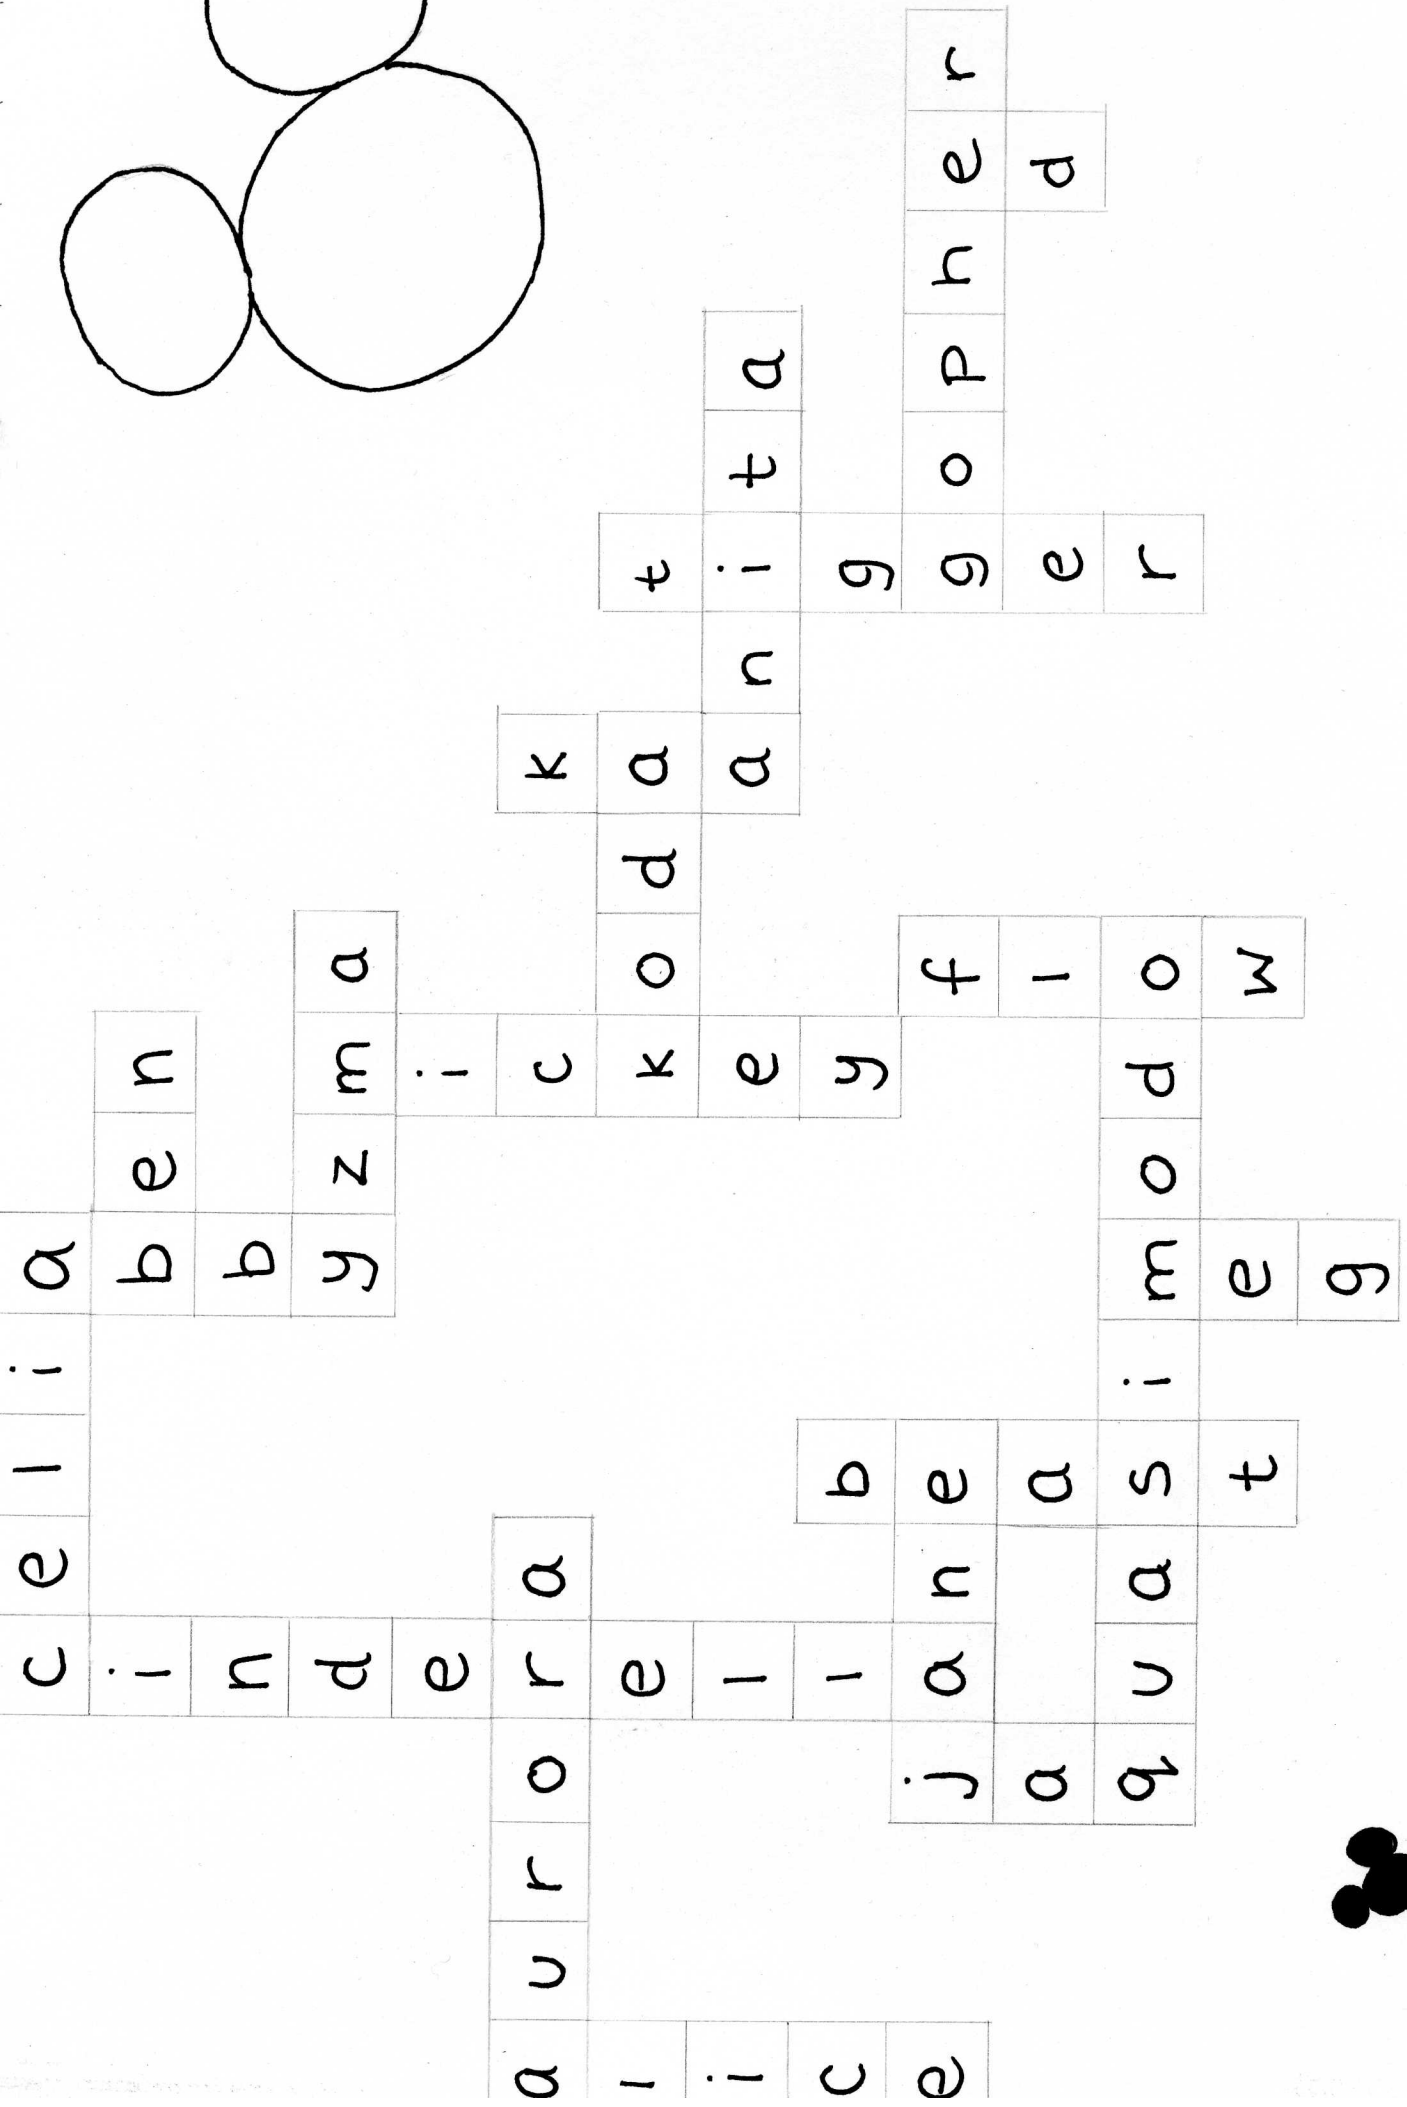 celia
cinderella
abby
ben
yzma
mickey
aurora
alice
kaa
koda
tigger
anita
beast
jane
jaq
flow
gopher
ed
quasimodo
meg